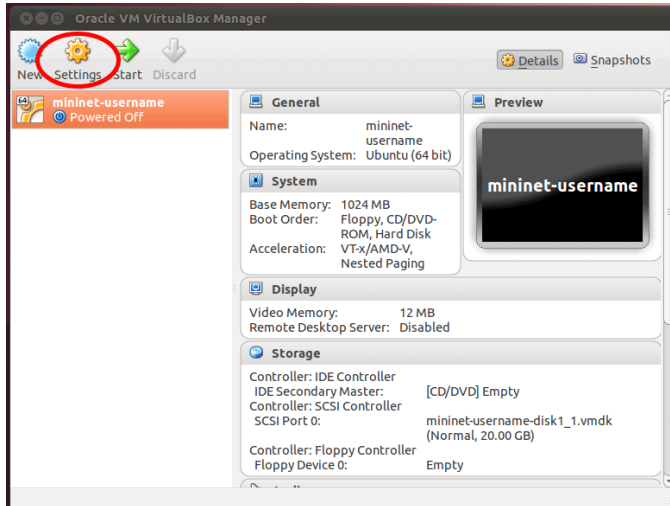 Oracle VM VirtualBox Manager
New Settings Start Discard
Details Snapshots
64 mininet-username
Powered Off
General
Name: mininet-
username
Operating System: Ubuntu (64 bit)
System
Base Memory: 1024 MB
Boot Order: Floppy, CD/DVD-
ROM, Hard Disk
Acceleration: VT-x/AMD-V,
Nested Paging
Preview
mininet-username
Display
Video Memory: 12 MB
Remote Desktop Server: Disabled
Storage
Controller: IDE Controller
IDE Secondary Master: [CD/DVD] Empty
Controller: SCSI Controller
SCSI Port 0: mininet-username-disk1_1.vmdk
(Normal, 20.00 GB)
Controller: Floppy Controller
Floppy Device 0: Empty